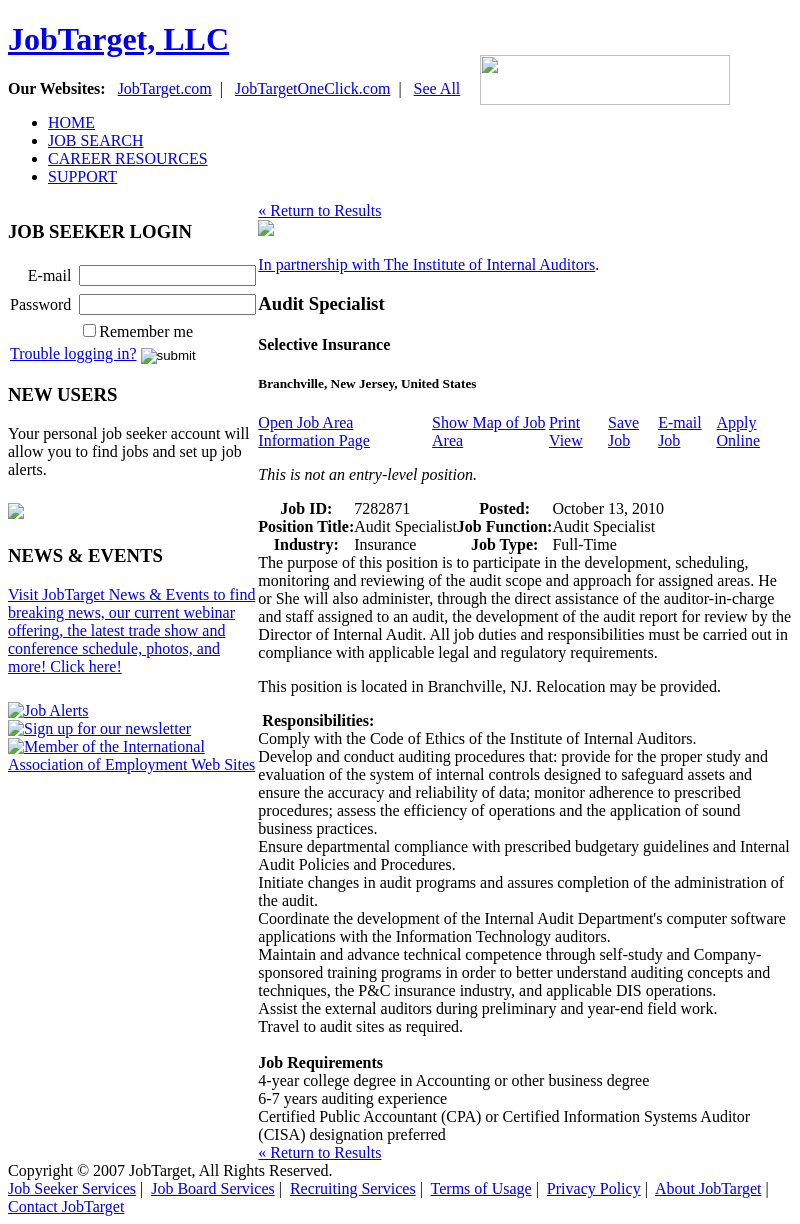 JobTarget, LLC
Our Websites: JobTarget.com | JobTargetOneClick.com | See All
HOME
JOB SEARCH
CAREER RESOURCES
SUPPORT
JOB SEEKER LOGIN
E-mail
Password
Remember me
Trouble logging in? submit
NEW USERS
Your personal job seeker account will
allow you to find jobs and set up job
alerts.
NEWS & EVENTS
Visit JobTarget News & Events to find
breaking news, our current webinar
offering, the latest trade show and
conference schedule, photos, and
more! Click here!
Job Alerts
Sign up for our newsletter
Member of the International
Association of Employment Web Sites
« Return to Results
In partnership with The Institute of Internal Auditors.
Audit Specialist
Selective Insurance
Branchville, New Jersey, United States
Open Job Area Information Page
Show Map of Job Area
Print View
Save Job
E-mail Job
Apply Online
This is not an entry-level position.
Job ID: 7282871 Posted: October 13, 2010
Position Title: Audit Specialist Job Function: Audit Specialist
Industry: Insurance Job Type: Full-Time
The purpose of this position is to participate in the development, scheduling,
monitoring and reviewing of the audit scope and approach for assigned areas. He
or She will also administer, through the direct assistance of the auditor-in-charge
and staff assigned to an audit, the development of the audit report for review by the
Director of Internal Audit. All job duties and responsibilities must be carried out in
compliance with applicable legal and regulatory requirements.
This position is located in Branchville, NJ. Relocation may be provided.
Responsibilities:
Comply with the Code of Ethics of the Institute of Internal Auditors.
Develop and conduct auditing procedures that: provide for the proper study and
evaluation of the system of internal controls designed to safeguard assets and
ensure the accuracy and reliability of data; monitor adherence to prescribed
procedures; assess the efficiency of operations and the application of sound
business practices.
Ensure departmental compliance with prescribed budgetary guidelines and Internal
Audit Policies and Procedures.
Initiate changes in audit programs and assures completion of the administration of
the audit.
Coordinate the development of the Internal Audit Department's computer software
applications with the Information Technology auditors.
Maintain and advance technical competence through self-study and Company-
sponsored training programs in order to better understand auditing concepts and
techniques, the P&C insurance industry, and applicable DIS operations.
Assist the external auditors during preliminary and year-end field work.
Travel to audit sites as required.
Job Requirements
4-year college degree in Accounting or other business degree
6-7 years auditing experience
Certified Public Accountant (CPA) or Certified Information Systems Auditor
(CISA) designation preferred
« Return to Results
Copyright © 2007 JobTarget, All Rights Reserved.
Job Seeker Services | Job Board Services | Recruiting Services | Terms of Usage | Privacy Policy | About JobTarget |
Contact JobTarget